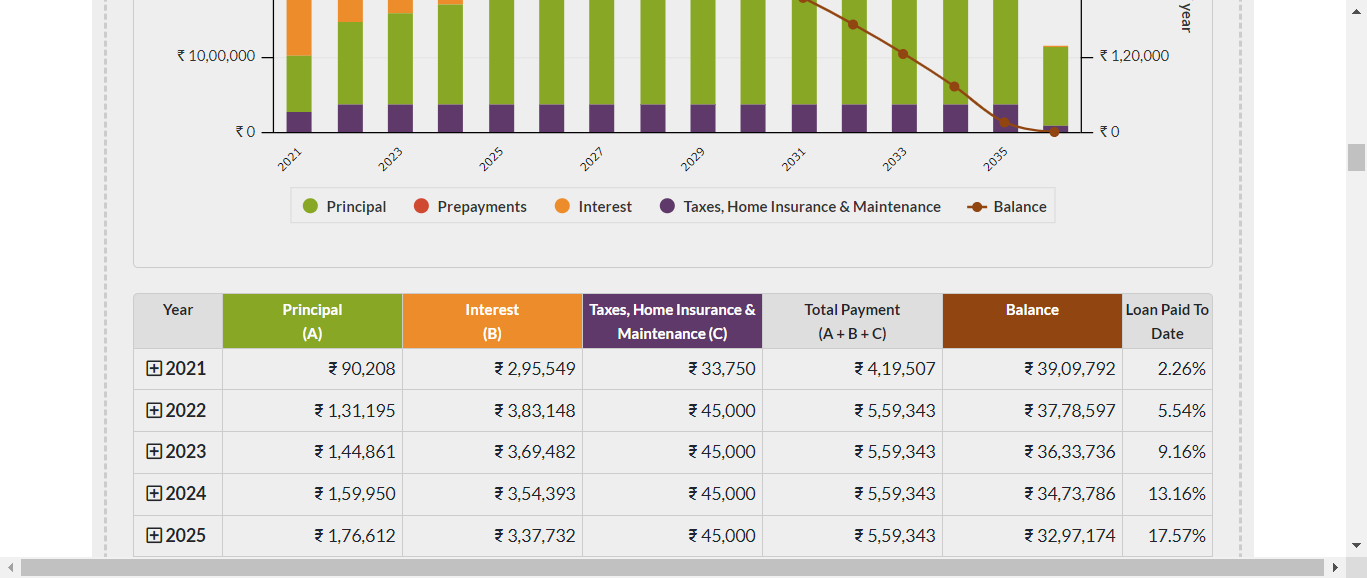 year
₹ 10,00,000
₹ 1,20,000
₹ 0
₹ 0
2021 2023 2025 2027 2029 2031 2033 2035
Principal Prepayments Interest Taxes, Home Insurance & Maintenance Balance
Year Principal (A) Interest (B) Taxes, Home Insurance & Maintenance (C) Total Payment (A + B + C) Balance Loan Paid To Date
2021 ₹ 90,208 ₹ 2,95,549 ₹ 33,750 ₹ 4,19,507 ₹ 39,09,792 2.26%
2022 ₹ 1,31,195 ₹ 3,83,148 ₹ 45,000 ₹ 5,59,343 ₹ 37,78,597 5.54%
2023 ₹ 1,44,861 ₹ 3,69,482 ₹ 45,000 ₹ 5,59,343 ₹ 36,33,736 9.16%
2024 ₹ 1,59,950 ₹ 3,54,393 ₹ 45,000 ₹ 5,59,343 ₹ 34,73,786 13.16%
2025 ₹ 1,76,612 ₹ 3,37,732 ₹ 45,000 ₹ 5,59,343 ₹ 32,97,174 17.57%